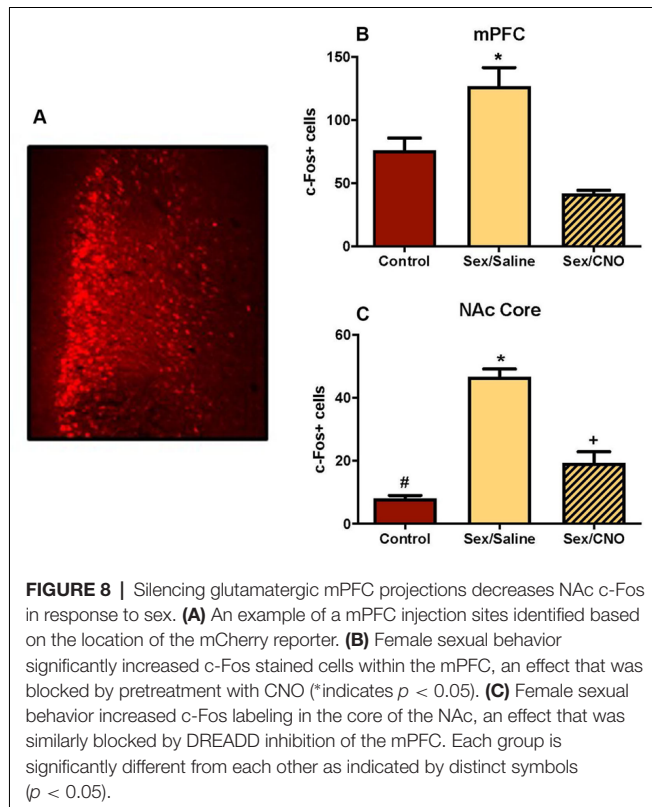 A
B
mPFC
150
*
100
50
0
c-Fos+ cells
Control Sex/Saline Sex/CNO
C
NAc Core
60
*
40
+
20
#
0
c-Fos+ cells
Control Sex/Saline Sex/CNO
FIGURE 8 | Silencing glutamatergic mPFC projections decreases NAc c-Fos
in response to sex. (A) An example of a mPFC injection sites identified based
on the location of the mCherry reporter. (B) Female sexual behavior
significantly increased c-Fos stained cells within the mPFC, an effect that was
blocked by pretreatment with CNO (*indicates p < 0.05). (C) Female sexual
behavior increased c-Fos labeling in the core of the NAc, an effect that was
similarly blocked by DREADD inhibition of the mPFC. Each group is
significantly different from each other as indicated by distinct symbols
(p < 0.05).